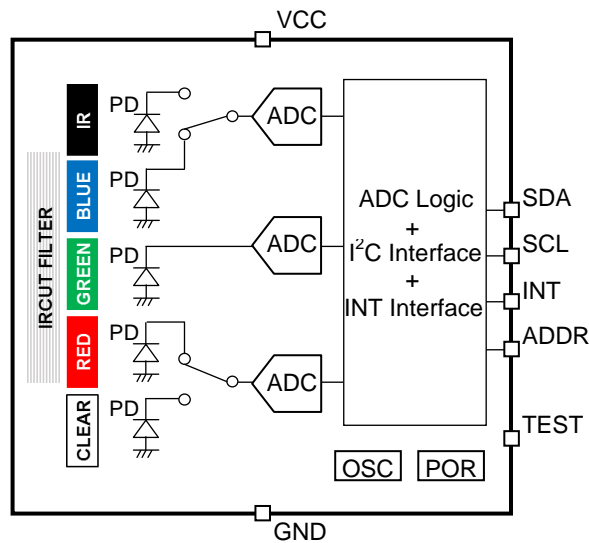 VCC
IR
PD
ADC
BLUE
PD
IRCUT FILTER
GREEN
PD
ADC
RED
PD
ADC
CLEAR
PD
ADC Logic
+
I²C Interface
+
INT Interface
SDA
SCL
INT
ADDR
TEST
OSC
POR
GND